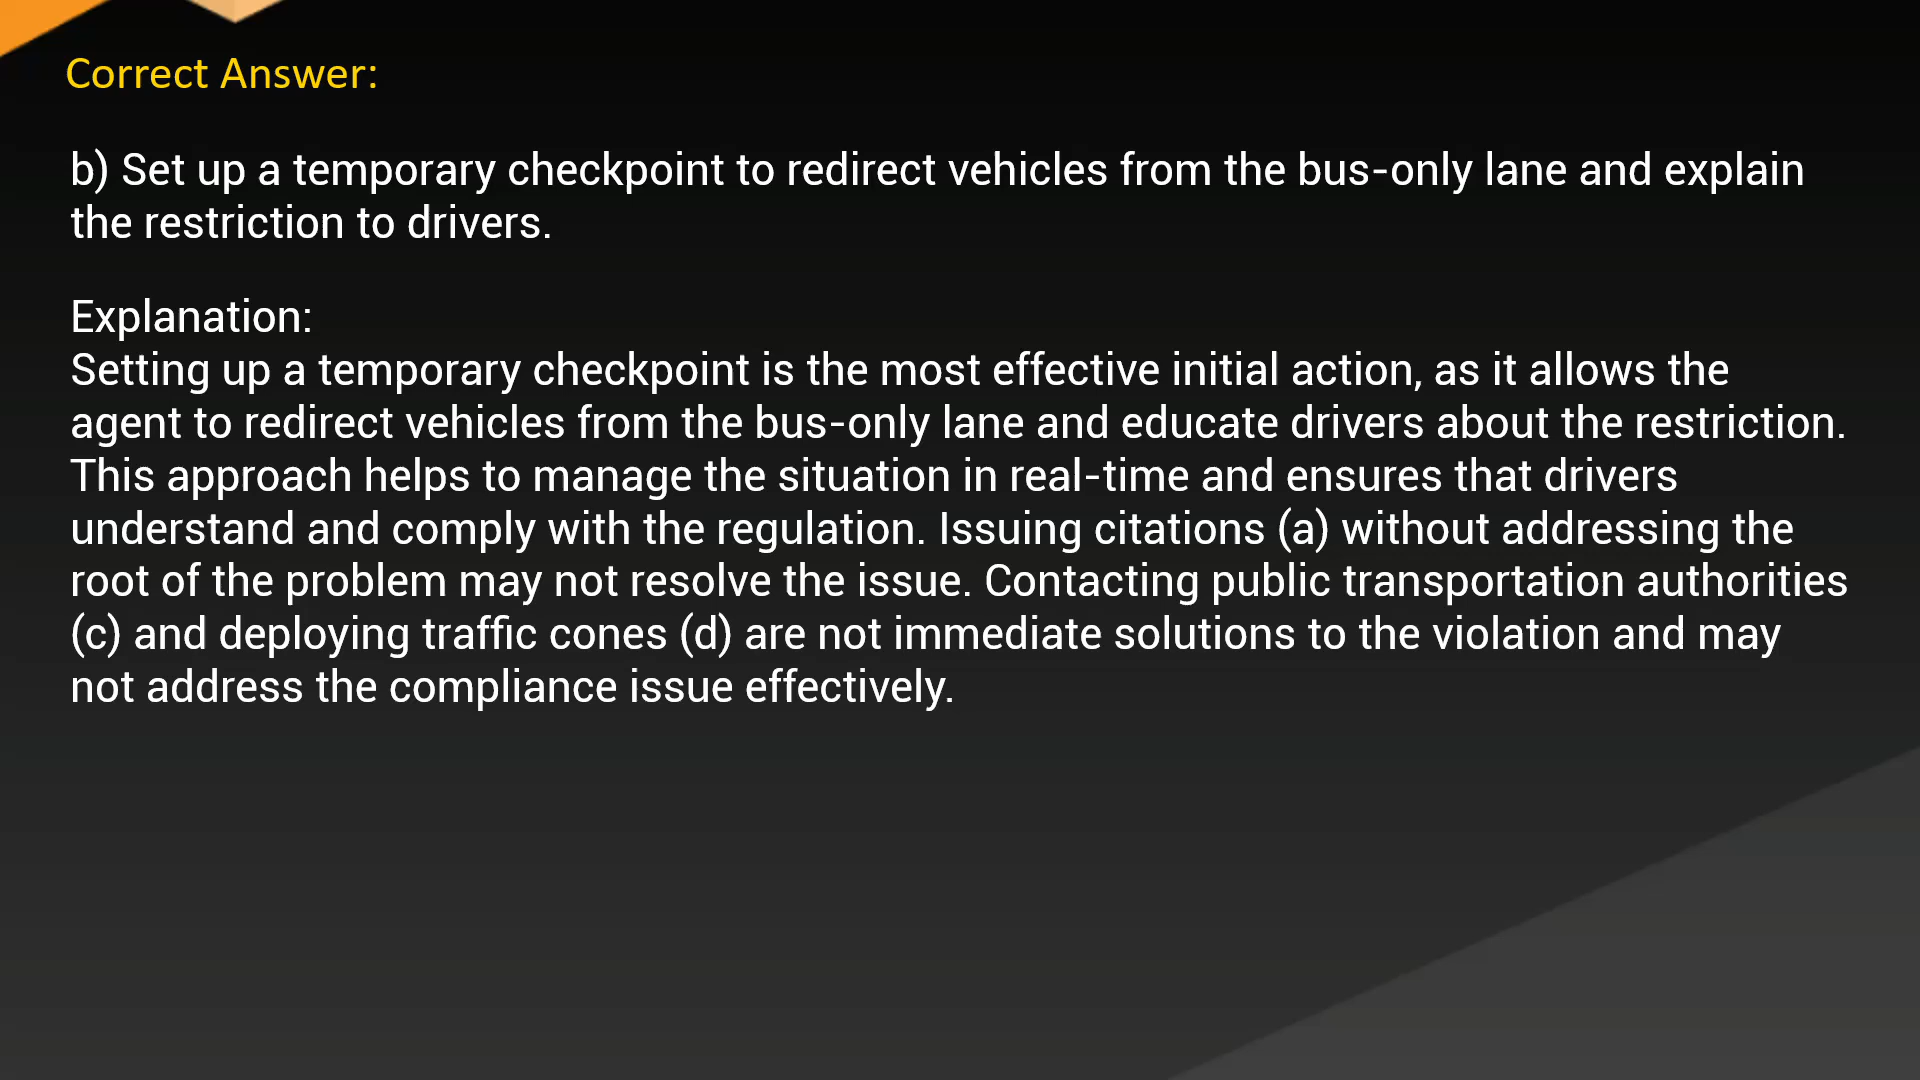 Correct Answer:
b) Set up a temporary checkpoint to redirect vehicles from the bus-only lane and explain
the restriction to drivers.
Explanation:
Setting up a temporary checkpoint is the most effective initial action, as it allows the
agent to redirect vehicles from the bus-only lane and educate drivers about the restriction.
This approach helps to manage the situation in real-time and ensures that drivers
understand and comply with the regulation. Issuing citations (a) without addressing the
root of the problem may not resolve the issue. Contacting public transportation authorities
(c) and deploying traffic cones (d) are not immediate solutions to the violation and may
not address the compliance issue effectively.